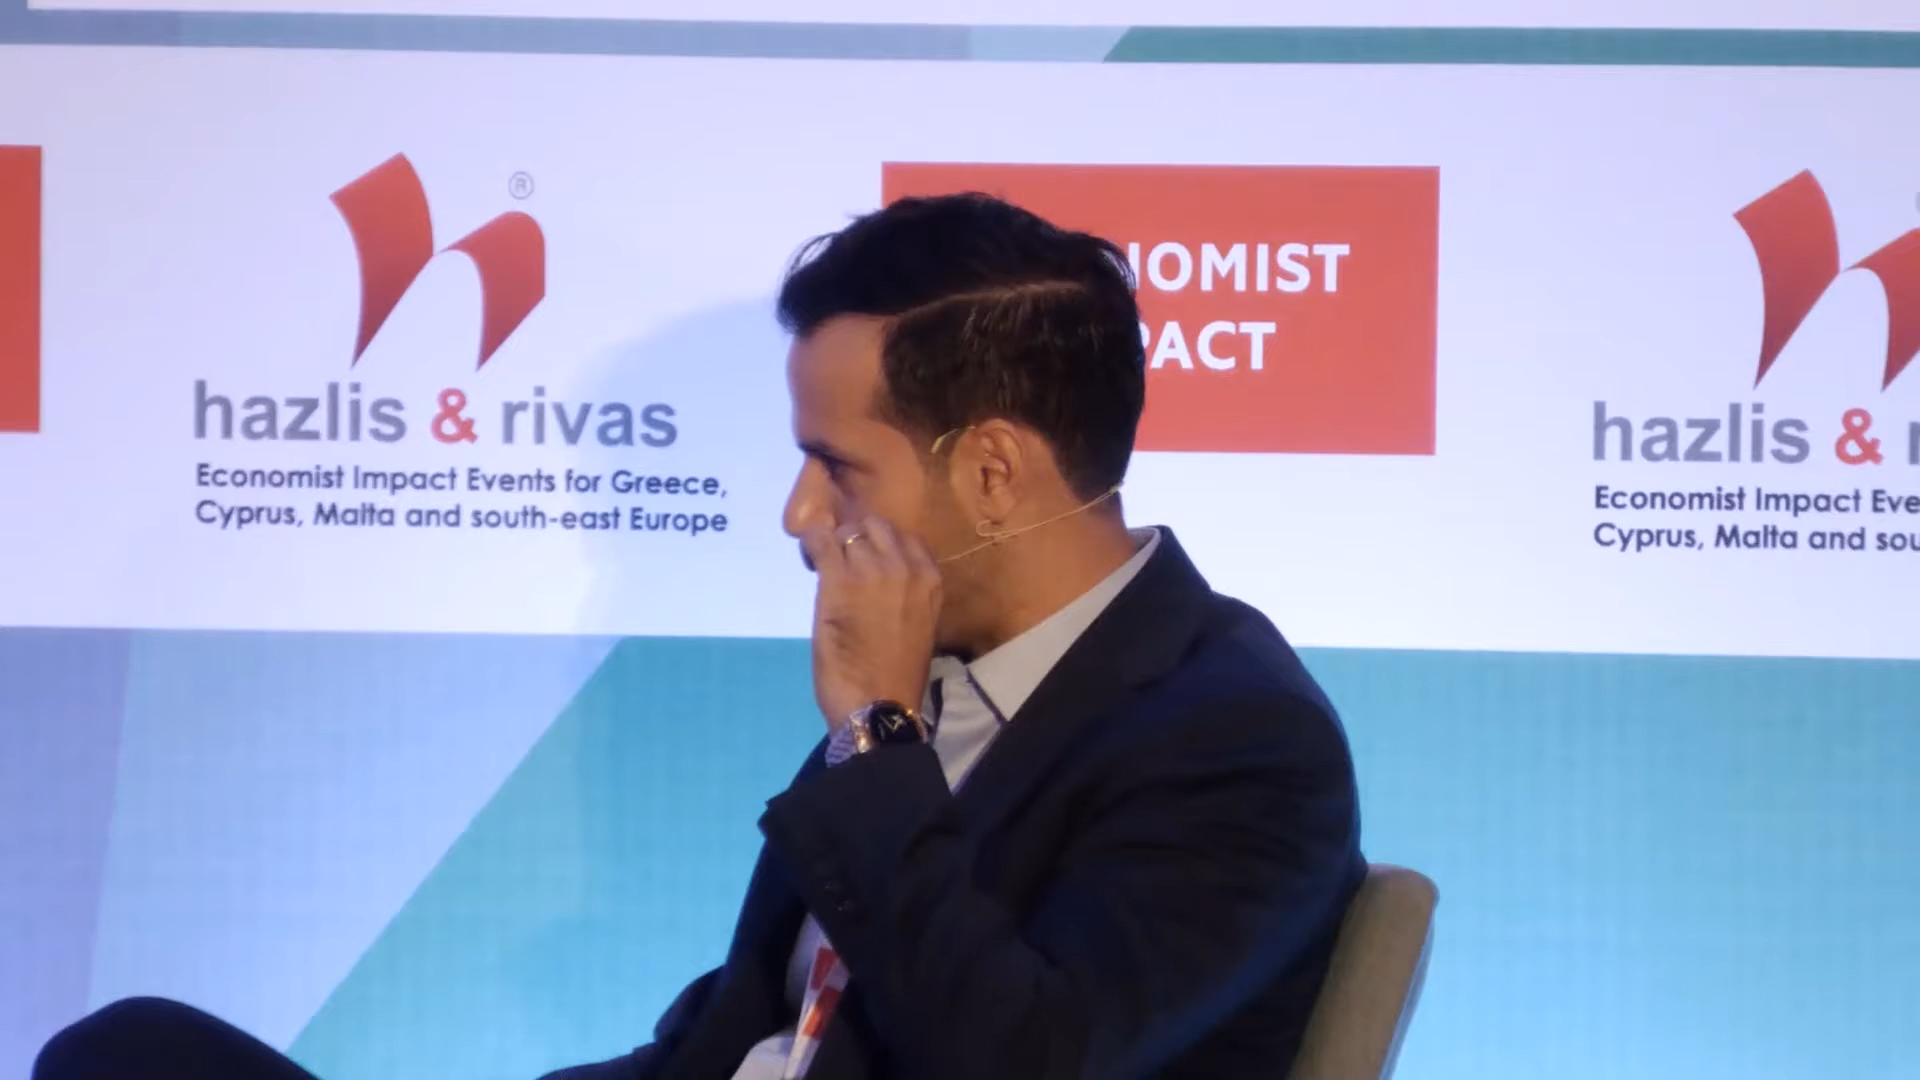 ®
hazlis & rivas
Economist Impact Events for Greece,
Cyprus, Malta and south-east Europe
NOMIST
PACT
hazlis &
Economist Impact Eve
Cyprus, Malta and sou